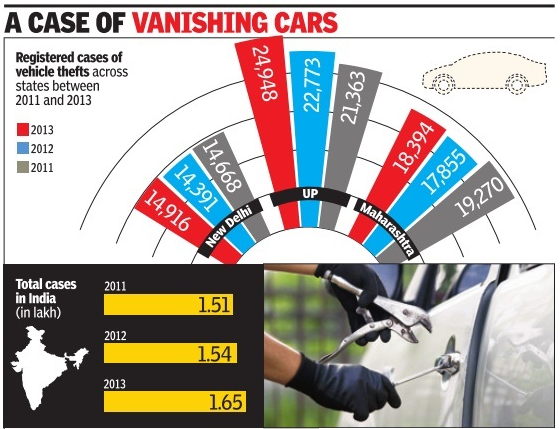 A CASE OF VANISHING CARS
Registered cases of
vehicle thefts across
states between
2011 and 2013
2013
2012
2011
14,916
14,391
14,668
New Delhi
24,948
22,773
21,363
UP
18,394
17,855
19,270
Maharashtra
Total cases
in India
(in lakh)
2011
1.51
2012
1.54
2013
1.65